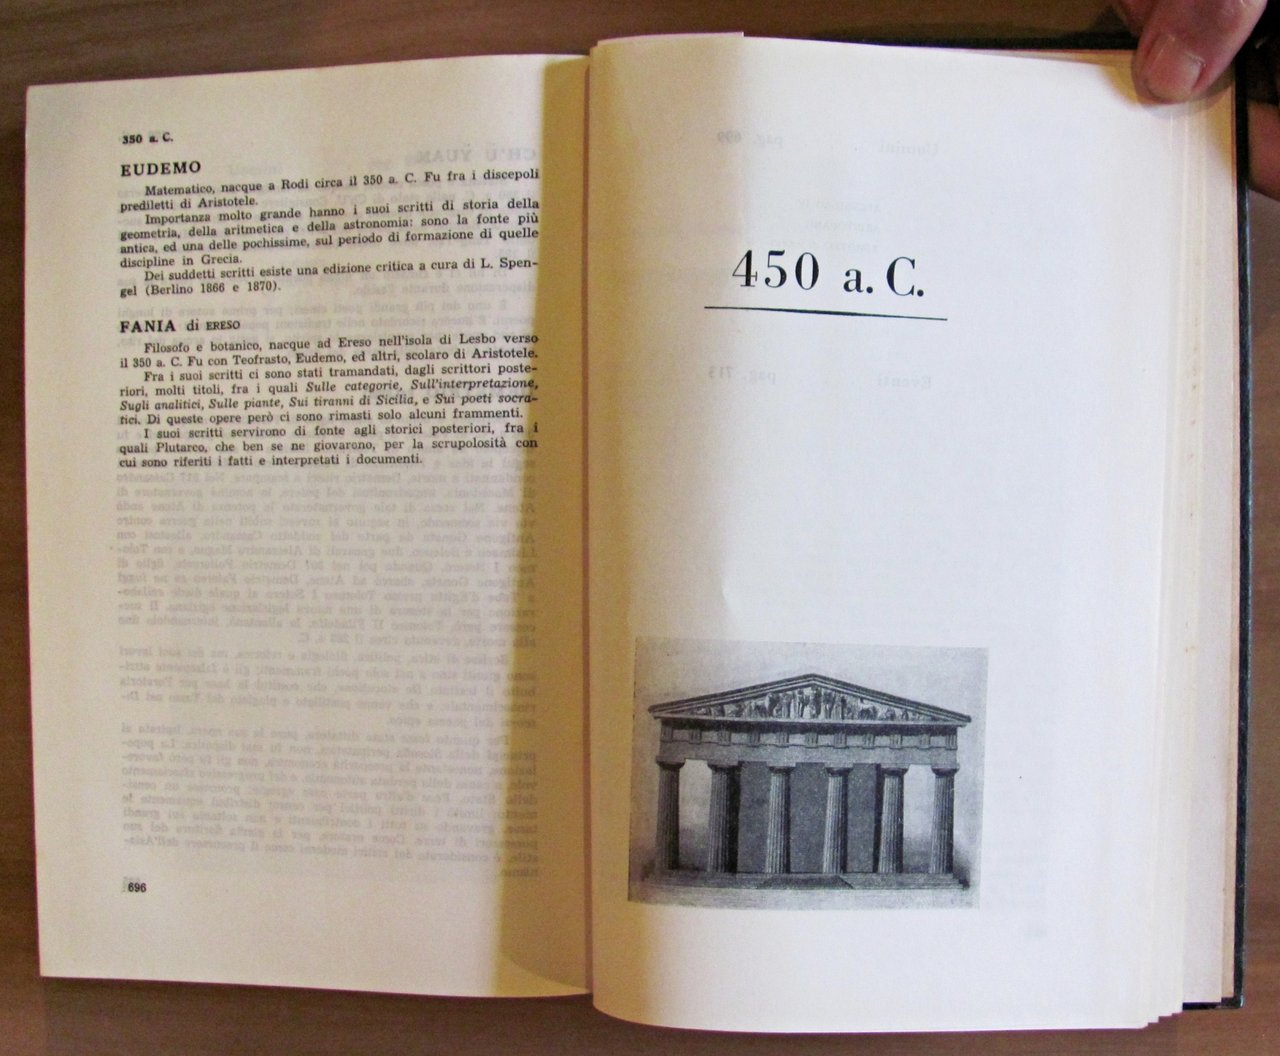 350 a. C.
EUDEMO
Matematico, nacque a Rodi circa il 350 a. C. Fu fra i discepoli
prediletti di Aristotele.
Importanza molto grande hanno i suoi scritti di storia della
geometria, della aritmetica e della astronomia: sono la fonte più
antica, ed una delle pochissime, sul periodo di formazione di quelle
discipline in Grecia.
Dei suddetti scritti esiste una edizione critica a cura di L. Spen-
gel (Berlino 1866 e 1870).
FANIA di ERESO
Filosofo e botanico, nacque ad Ereso nell'isola di Lesbo verso
il 350 a. C. Fu con Teofrasto, Eudemo, ed altri, scolaro di Aristotele.
Fra i suoi scritti ci sono stati tramandati, dagli scrittori poste-
riori, molti titoli, fra i quali Sulle categorie, Sull'interpretazione,
Sugli analitici, Sulle piante, Sui tiranni di Sicilia, e Sui poeti socra-
tici. Di queste opere però ci sono rimasti solo alcuni frammenti.
I suoi scritti servirono di fonte agli storici posteriori, fra i
quali Plutarco, che ben se ne giovarono, per la scrupolosità con
cui sono riferiti i fatti e interpretati i documenti.
696
450 a. C.